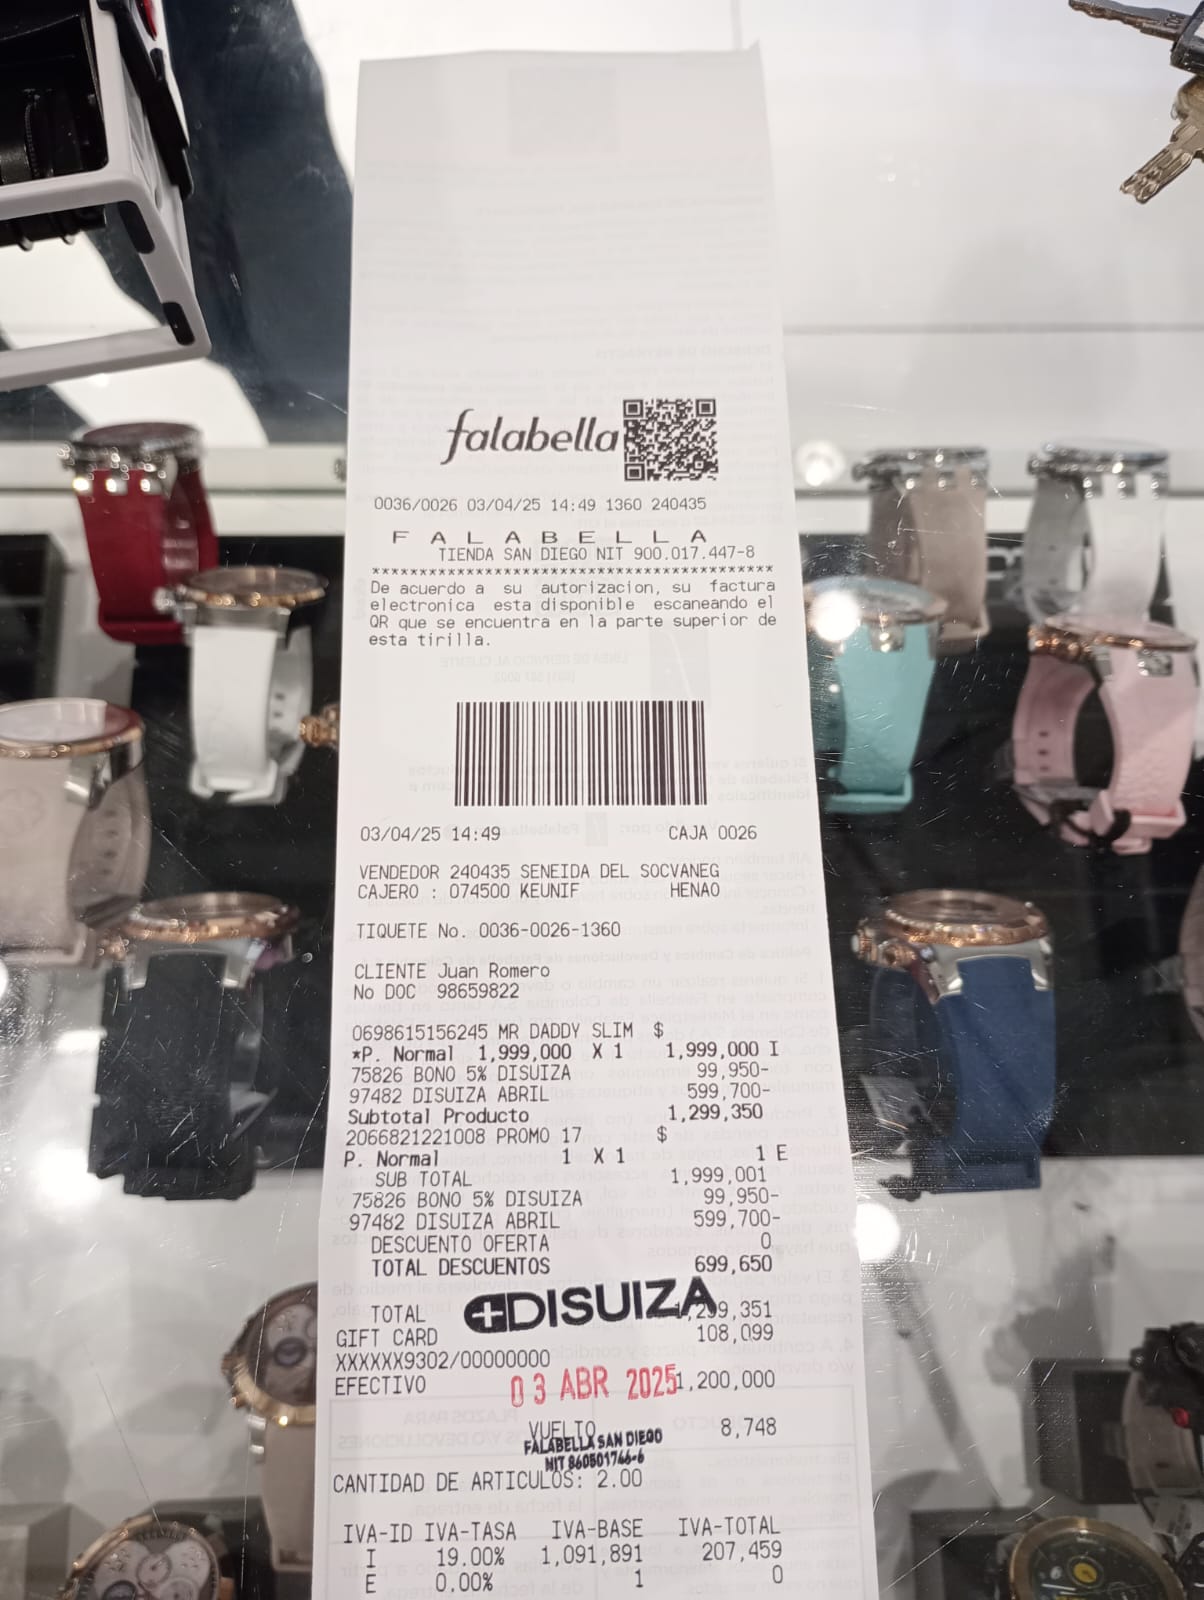 falabella
0036/0026 03/04/25 14:49 1360 240435
F A L A B E L L A
TIENDA SAN DIEGO NIT 900.017.447-8
*******************************************
De acuerdo a su autorizacion, su factura
electronica esta disponible escaneando el
QR que se encuentra en la parte superior de
esta tirilla.
03/04/25 14:49 CAJA 0026
VENDEDOR 240435 SENEIDA DEL SOCVANEG
CAJERO : 074500 KEUNIF HENAO
TIQUETE No. 0036-0026-1360
CLIENTE Juan Romero
No DOC 98659822
0698615156245 MR DADDY SLIM $
*P. Normal 1,999,000 X 1 1,999,000 I
75826 BONO 5% DISUIZA 99,950-
97482 DISUIZA ABRIL 599,700-
Subtotal Producto 1,299,350
2066821221008 PROMO 17 $
P. Normal 1 X 1 1 E
SUB TOTAL 1,999,001
75826 BONO 5% DISUIZA 99,950-
97482 DISUIZA ABRIL 599,700-
DESCUENTO OFERTA 0
TOTAL DESCUENTOS 699,650
DISUIZA
TOTAL 1,299,351
GIFT CARD 108,099
XXXXXX9302/00000000
EFECTIVO 1,200,000
03 ABR 2025
VUELTO 8,748
FALABELLA SAN DIEGO
NIT 860501766-6
CANTIDAD DE ARTICULOS: 2.00
IVA-ID IVA-TASA IVA-BASE IVA-TOTAL
I 19.00% 1,091,891 207,459
E 0.00% 1 0